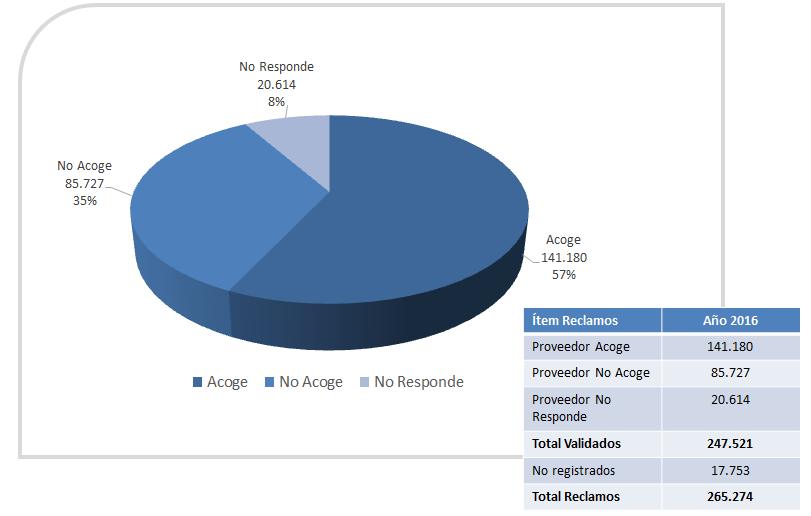 No Responde
20.614
8%
No Acoge
85.727
35%
Acoge
141.180
57%
Acoge No Acoge No Responde
Ítem Reclamos Año 2016
Proveedor Acoge 141.180
Proveedor No Acoge 85.727
Proveedor No 20.614
Responde
Total Validados 247.521
No registrados 17.753
Total Reclamos 265.274